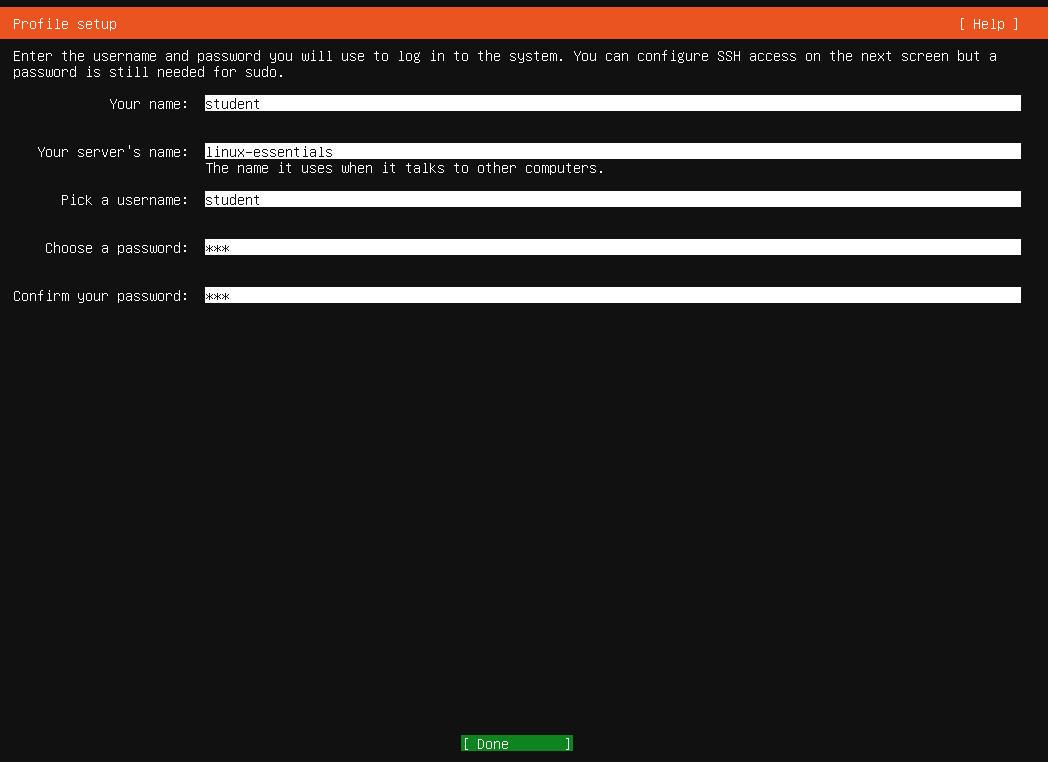 Profile setup [ Help ]
Enter the username and password you will use to log in to the system. You can configure SSH access on the next screen but a
password is still needed for sudo.
Your name: student
Your server's name: linux-essentials
The name it uses when it talks to other computers.
Pick a username: student
Choose a password: ***
Confirm your password: ***
[ Done ]